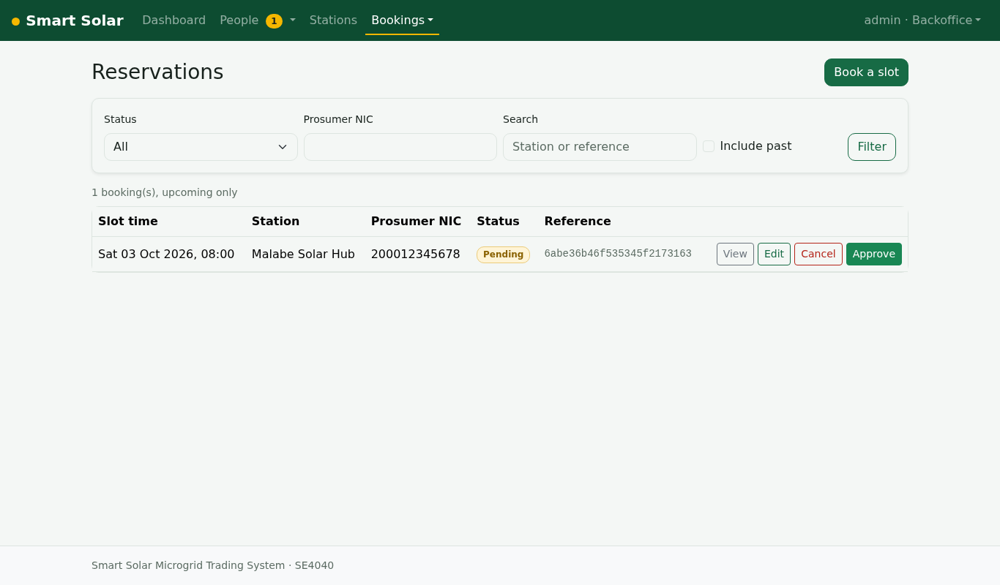 Smart Solar Dashboard People 1 Stations Bookings admin · Backoffice
Reservations Book a slot
Status Prosumer NIC Search
All Station or reference Include past Filter
1 booking(s), upcoming only
Slot time Station Prosumer NIC Status Reference
Sat 03 Oct 2026, 08:00 Malabe Solar Hub 200012345678 Pending 6abe36b46f535345f2173163 View Edit Cancel Approve
Smart Solar Microgrid Trading System · SE4040